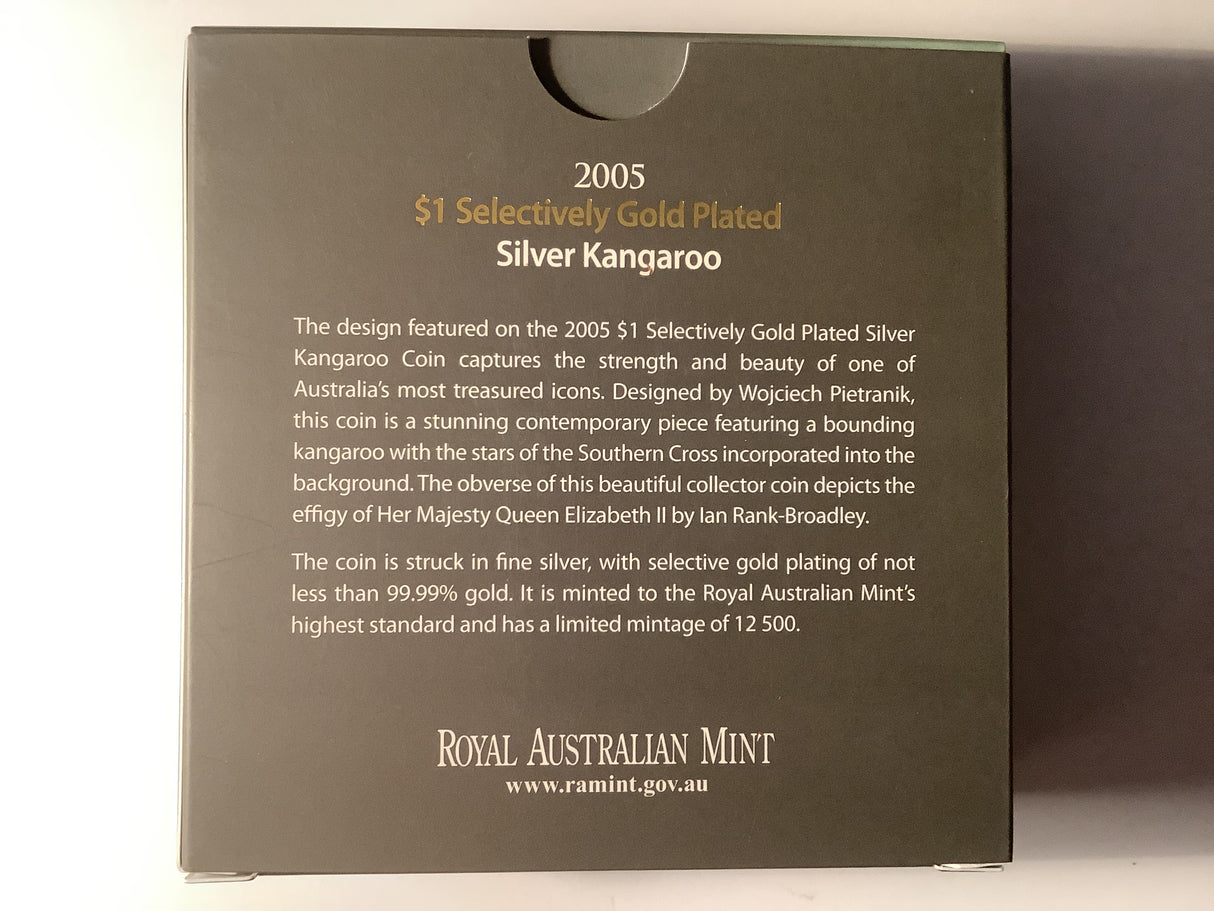 2005
$1 Selectively Gold Plated
Silver Kangaroo
The design featured on the 2005 $1 Selectively Gold Plated Silver
Kangaroo Coin captures the strength and beauty of one of
Australia's most treasured icons. Designed by Wojciech Pietranik,
this coin is a stunning contemporary piece featuring a bounding
kangaroo with the stars of the Southern Cross incorporated into the
background. The obverse of this beautiful collector coin depicts the
effigy of Her Majesty Queen Elizabeth II by Ian Rank-Broadley.
The coin is struck in fine silver, with selective gold plating of not
less than 99.99% gold. It is minted to the Royal Australian Mint's
highest standard and has a limited mintage of 12 500.
ROYAL AUSTRALIAN MINT
www.ramint.gov.au